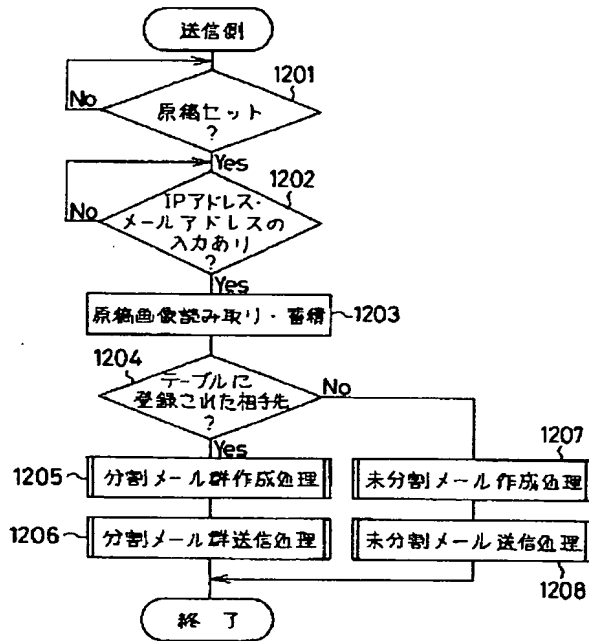 送信側
1201
No
原稿セット
?
Yes
1202
IPアドレス・
No
メールアドレスの
入力あり
?
Yes
原稿画像読み取り・蓄積
1203
1204
テーブルに
登録された相手先
?
No
Yes
1207
1205
分割メール群作成処理
未分割メール作成処理
1206
分割メール群送信処理
未分割メール送信処理
1208
終了